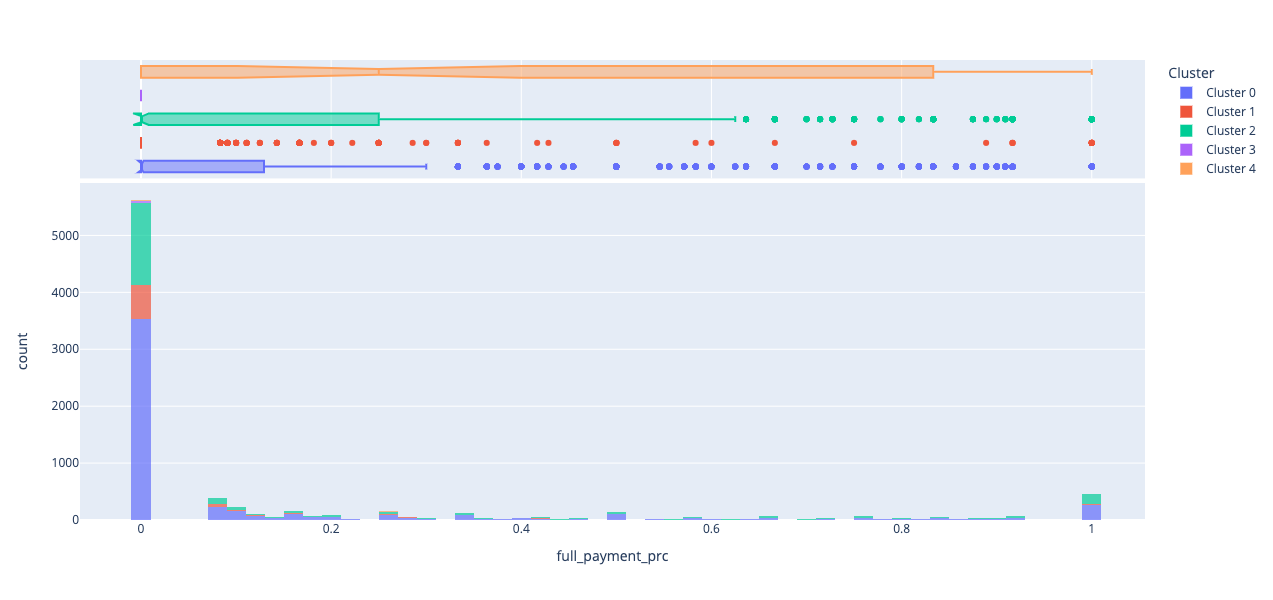 Cluster
Cluster 0
Cluster 1
Cluster 2
Cluster 3
Cluster 4
5000
4000
3000
2000
1000
0
count
0 0.2 0.4 0.6 0.8 1
full_payment_prc